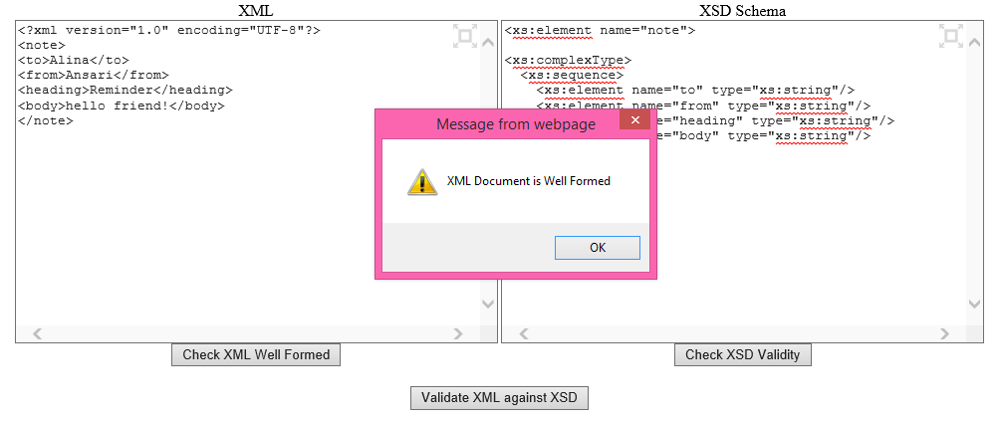 XML
<?xml version="1.0" encoding="UTF-8"?>
<note>
<to>Alina</to>
<from>Ansari</from>
<heading>Reminder</heading>
<body>hello friend!</body>
</note>
Check XML Well Formed
XSD Schema
<xs:element name="note">
<xs:complexType>
<xs:sequence>
<xs:element name="to" type="xs:string"/>
<xs:element name="from" type="xs:string"/>
e="heading" type="xs:string"/>
e="body" type="xs:string"/>
Check XSD Validity
Message from webpage
XML Document is Well Formed
OK
Validate XML against XSD